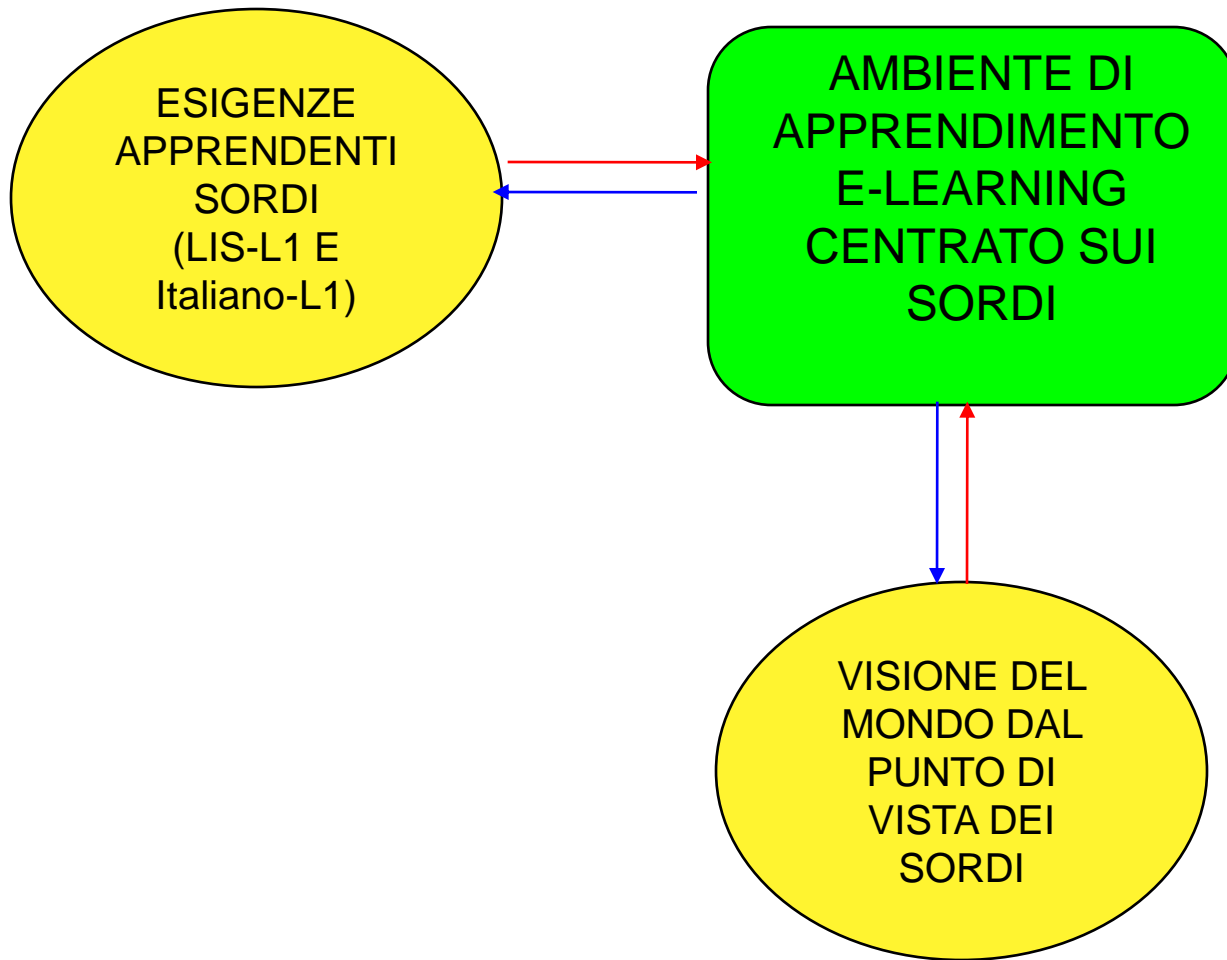 ESIGENZE
APPRENDENTI
SORDI
(LIS-L1 E
Italiano-L1)
AMBIENTE DI
APPRENDIMENTO
E-LEARNING
CENTRATO SUI
SORDI
VISIONE DEL
MONDO DAL
PUNTO DI
VISTA DEI
SORDI